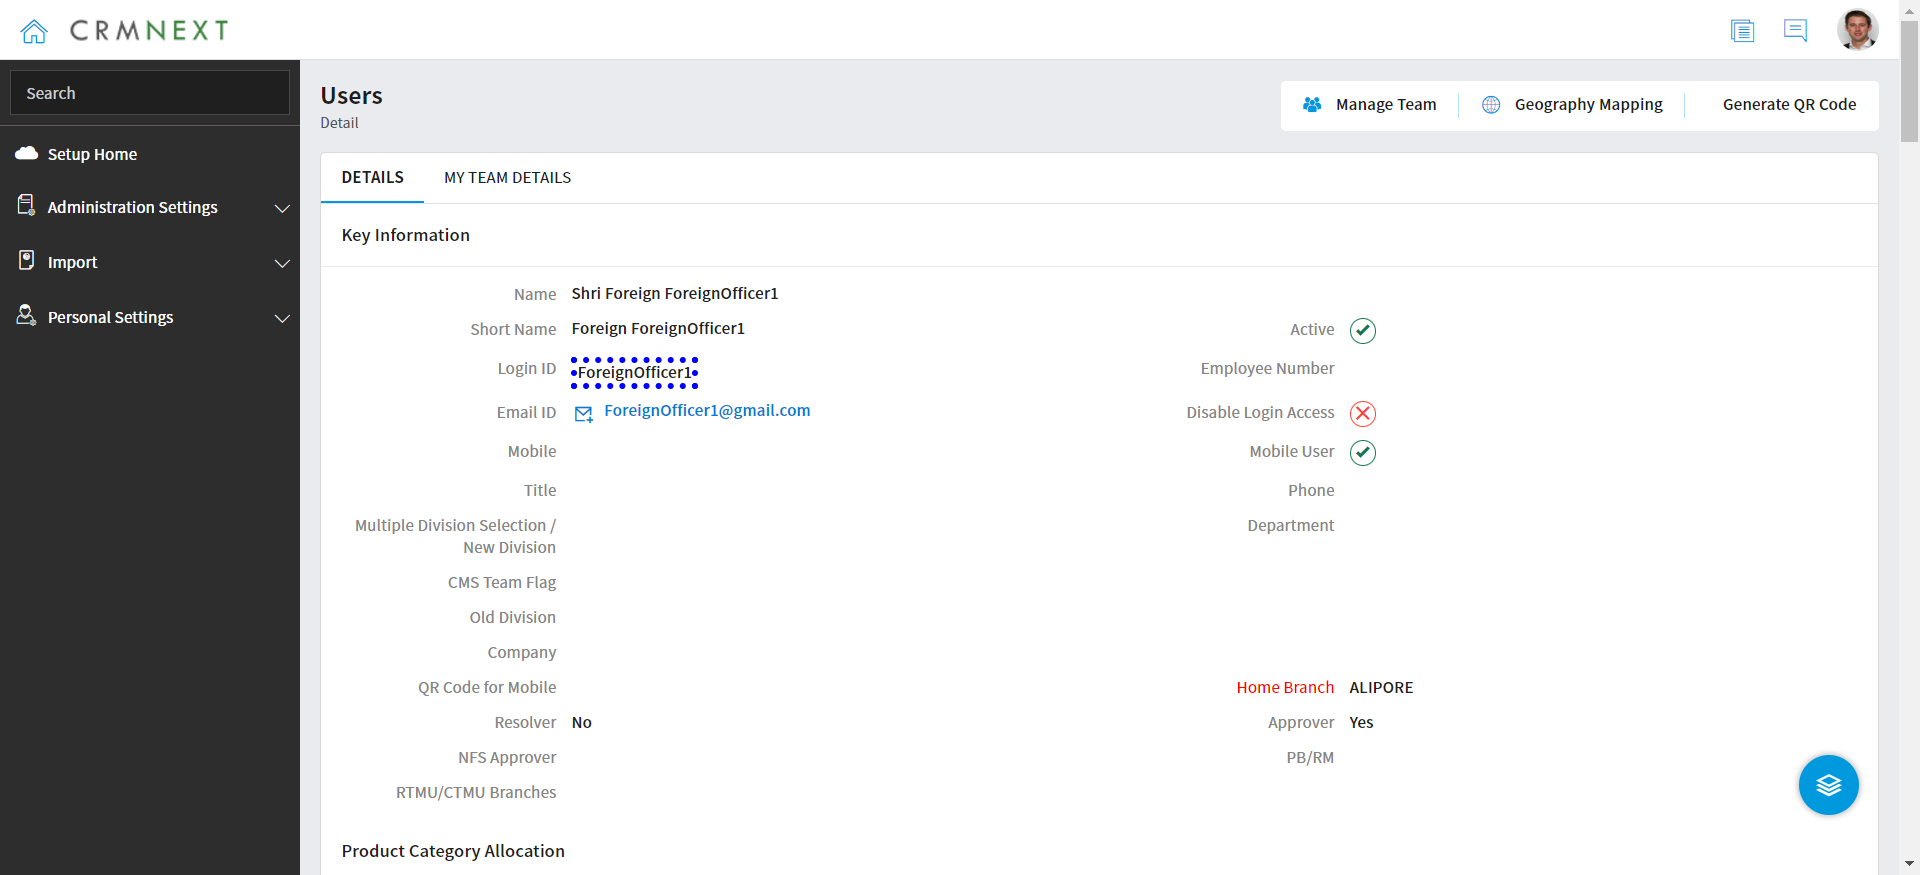 CRMNEXT
Search
Setup Home
Administration Settings
Import
Personal Settings
Users
Detail
Manage Team
Geography Mapping
Generate QR Code
DETAILS
MY TEAM DETAILS
Key Information
Name Shri Foreign ForeignOfficer1
Short Name Foreign ForeignOfficer1
Active
Login ID ForeignOfficer1
Employee Number
Email ID ForeignOfficer1@gmail.com
Disable Login Access
Mobile
Mobile User
Title
Phone
Multiple Division Selection /
New Division
Department
CMS Team Flag
Old Division
Company
QR Code for Mobile
Home Branch ALIPORE
Resolver No
Approver Yes
NFS Approver
PB/RM
RTMU/CTMU Branches
Product Category Allocation